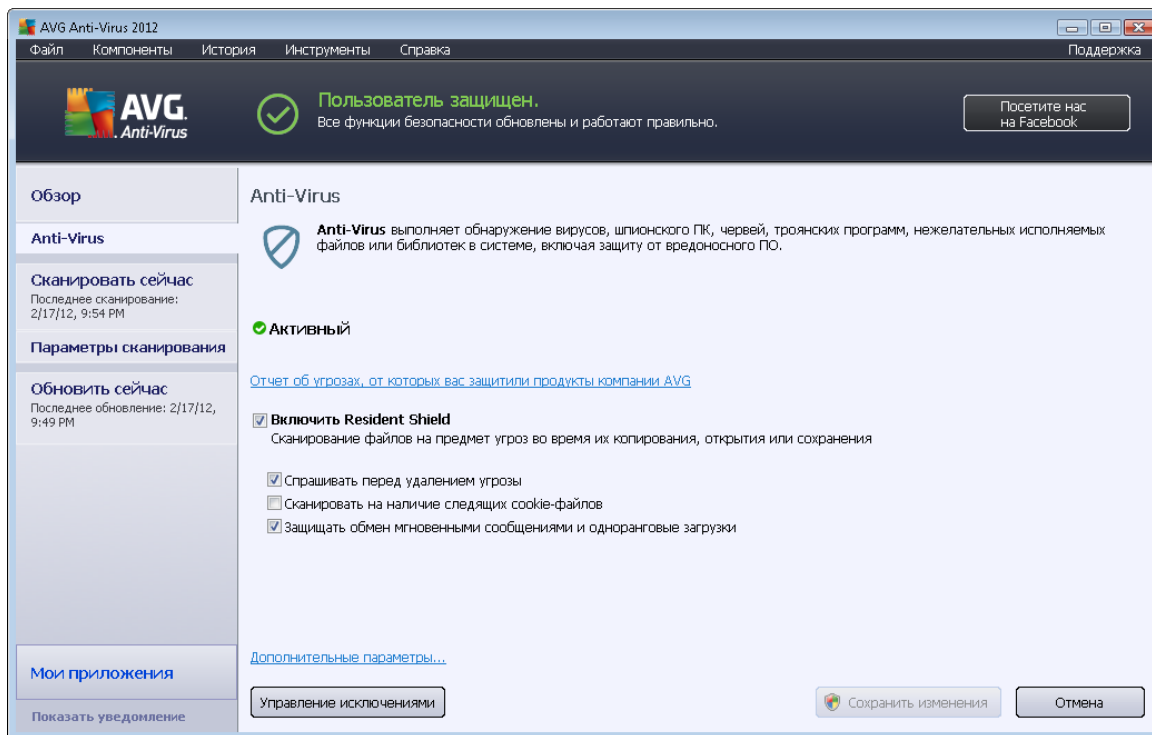 AVG Anti-Virus 2012
Файл Компоненты История Инструменты Справка Поддержка
AVG.
Anti-Virus
Пользователь защищен.
Все функции безопасности обновлены и работают правильно.
Посетите нас
на Facebook
Обзор
Anti-Virus
Сканировать сейчас
Последнее сканирование:
2/17/12, 9:54 PM
Параметры сканирования
Обновить сейчас
Последнее обновление: 2/17/12,
9:49 PM
Мои приложения
Показать уведомление
Anti-Virus
Anti-Virus выполняет обнаружение вирусов, шпионского ПК, червей, троянских программ, нежелательных исполняемых
файлов или библиотек в системе, включая защиту от вредоносного ПО.
Активный
Отчет об угрозах, от которых вас защитили продукты компании AVG
Включить Resident Shield
Сканирование файлов на предмет угроз во время их копирования, открытия или сохранения
Спрашивать перед удалением угрозы
Сканировать на наличие следящих cookie-файлов
Защищать обмен мгновенными сообщениями и одноранговые загрузки
Дополнительные параметры...
Управление исключениями
Сохранить изменения
Отмена